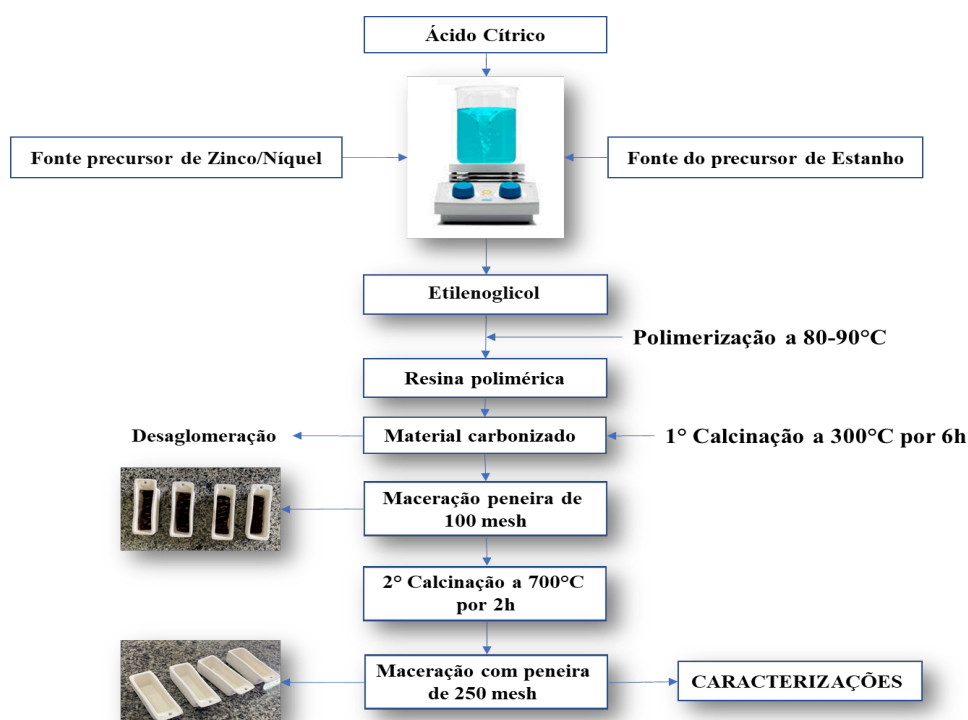 Ácido Cítrico
Fonte precursor de Zinco/Níquel
Fonte do precursor de Estanho
Etilenoglicol
Polimerização a 80-90°C
Resina polimérica
Desaglomeração
Material carbonizado
1° Calcinação a 300°C por 6h
Maceração peneira de
100 mesh
2° Calcinação a 700°C
por 2h
Maceração com peneira
de 250 mesh
CARACTERIZAÇÕES